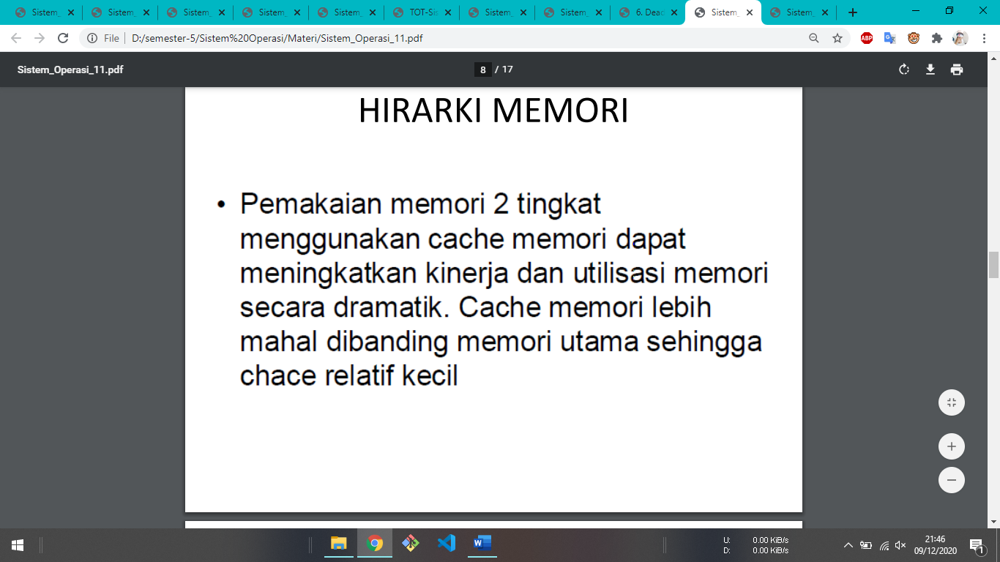 Sistem_
Sistem_
Sistem_
Sistem_
Sistem_
TOT-Sis
Sistem_
Sistem_
6. Dead
Sistem_
Sistem_
File
D:/semester-5/Sistem%20Operasi/Materi/Sistem_Operasi_11.pdf
ABP
Sistem_Operasi_11.pdf
8 / 17
HIRARKI MEMORI
• Pemakaian memori 2 tingkat
menggunakan cache memori dapat
meningkatkan kinerja dan utilisasi memori
secara dramatik. Cache memori lebih
mahal dibanding memori utama sehingga
chace relatif kecil
U: 0.00 KiB/s
D: 0.00 KiB/s
21:46
09/12/2020
1